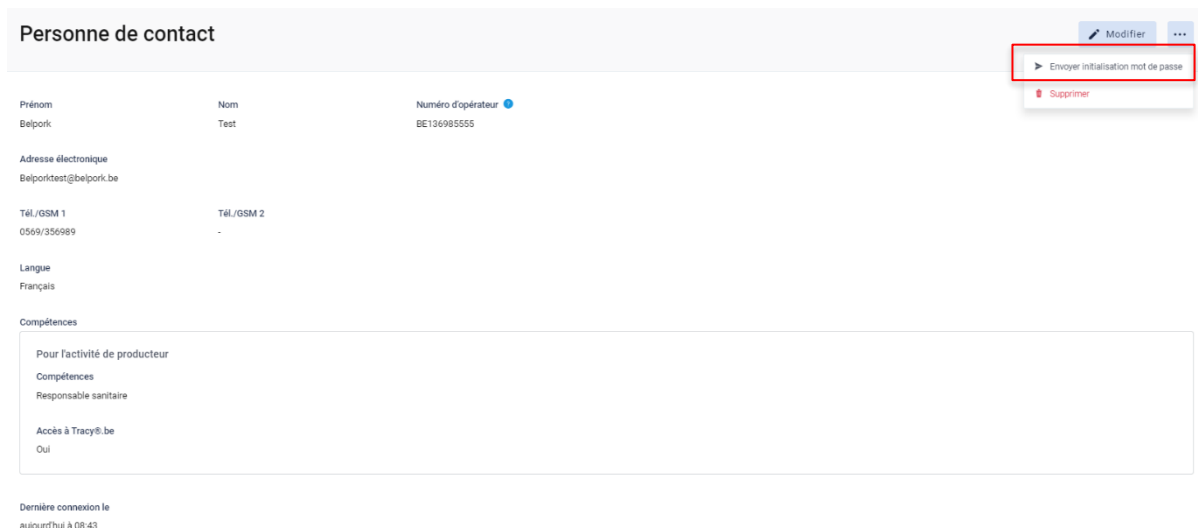 Personne de contact
Modifier
Envoyer initialisation mot de passe
Supprimer
Prénom Nom Numéro d'opérateur
Belpork Test BE136985555
Adresse électronique
Belporktest@belpork.be
Tél./GSM 1 Tél./GSM 2
0569/356989 -
Langue
Français
Compétences
Pour l'activité de producteur
Compétences
Responsable sanitaire
Accès à Tracy®.be
Oui
Dernière connexion le
aujourd'hui à 08:43